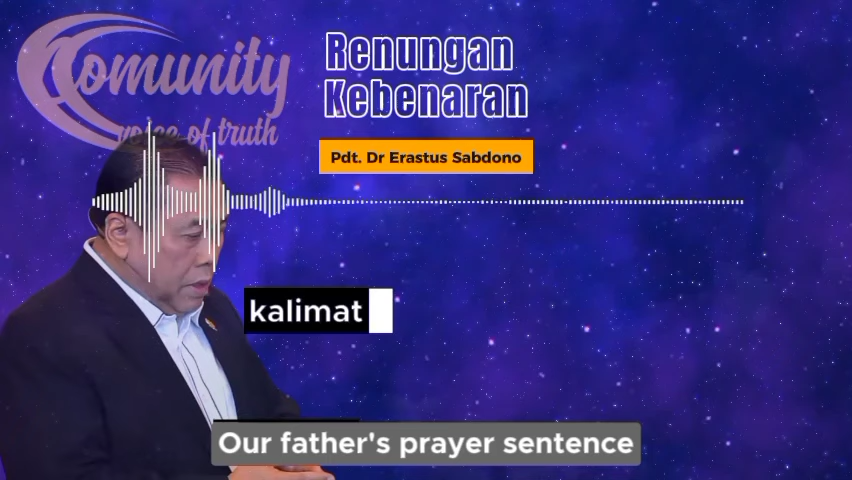 Comunity
voice of truth
Renungan
Kebenaran
Pdt. Dr Erastus Sabdono
kalimat
Our father's prayer sentence